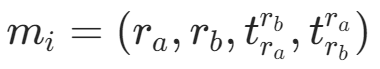 $m_i = (r_a, r_b, t_{r_a}^{r_b}, t_{r_b}^{r_a})$